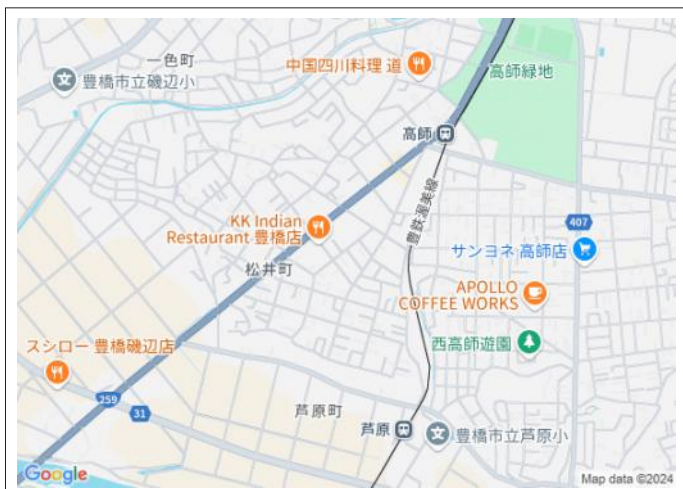 一色町
豊橋市立磯辺小
中国四川料理 道
高師緑地
高師
豊鉄渥美線
KK Indian
Restaurant 豊橋店
407
サンヨネ 高師店
松井町
APOLLO
COFFEE WORKS
西高師遊園
スシロー 豊橋磯辺店
259
31
芦原町
芦原
豊橋市立芦原小
Google
Map data ©2024